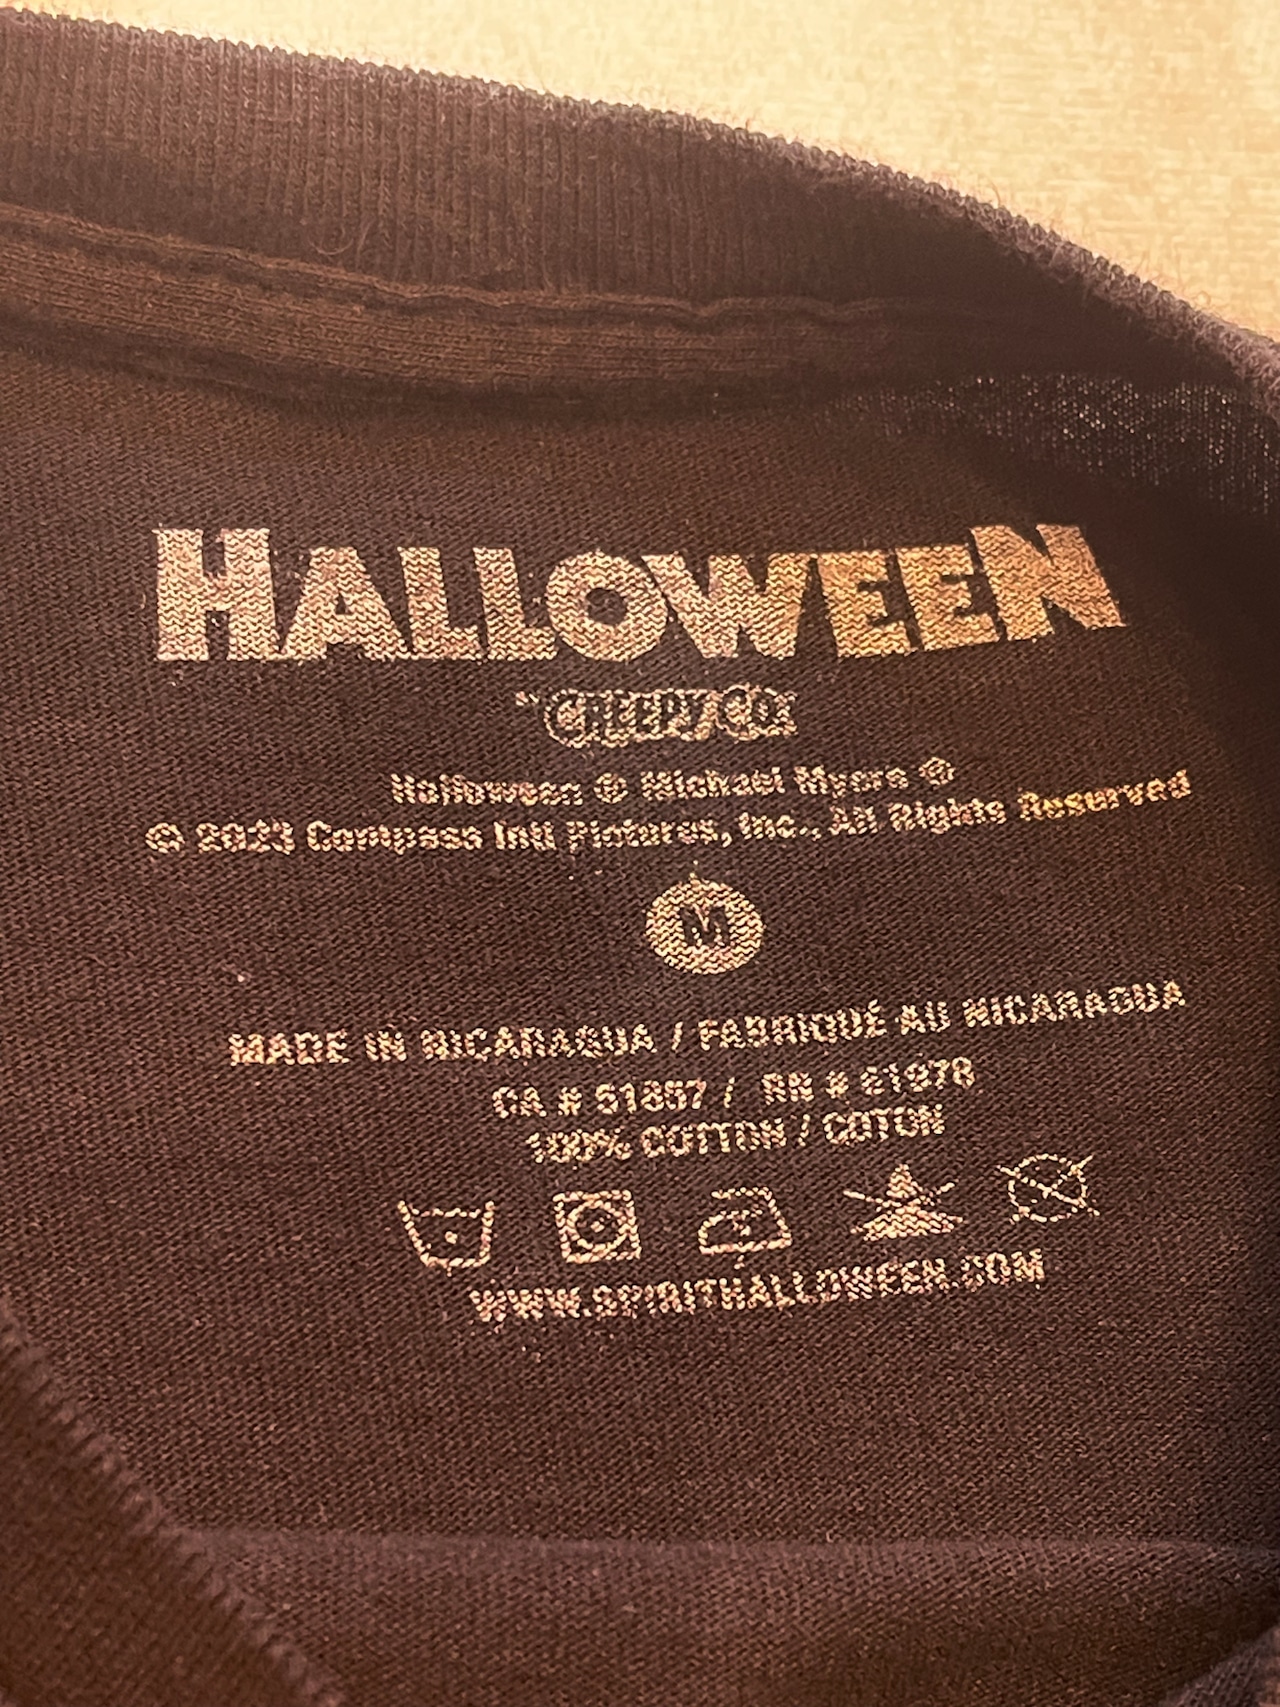 HALLOWEEN
CREEPY CO.
Halloween ® Michael Myers ®
© 2023 Compass Intl Pictures, Inc., All Rights Reserved
M
MADE IN NICARAGUA / FABRIQUÉ AU NICARAGUA
CA # 51857 / RN # 61978
100% COTTON / COTON
WWW.SPIRITHALLOWEEN.COM